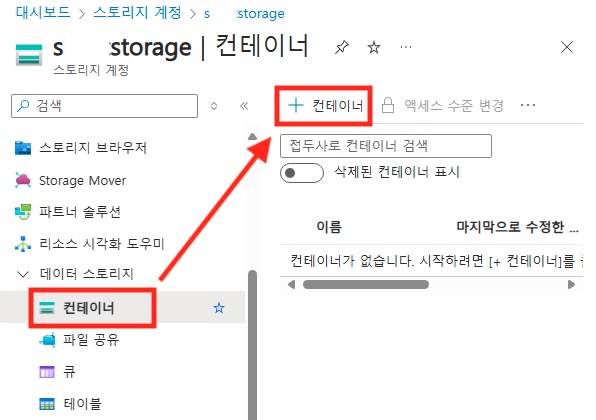 대시보드 > 스토리지 계정 > s storage
s storage | 컨테이너
스토리지 계정
검색
스토리지 브라우저
Storage Mover
파트너 솔루션
리소스 시각화 도우미
데이터 스토리지
컨테이너
파일 공유
큐
테이블
+ 컨테이너
액세스 수준 변경
접두사로 컨테이너 검색
삭제된 컨테이너 표시
이름 마지막으로 수정한 ...
컨테이너가 없습니다. 시작하려면 [+ 컨테이너]를